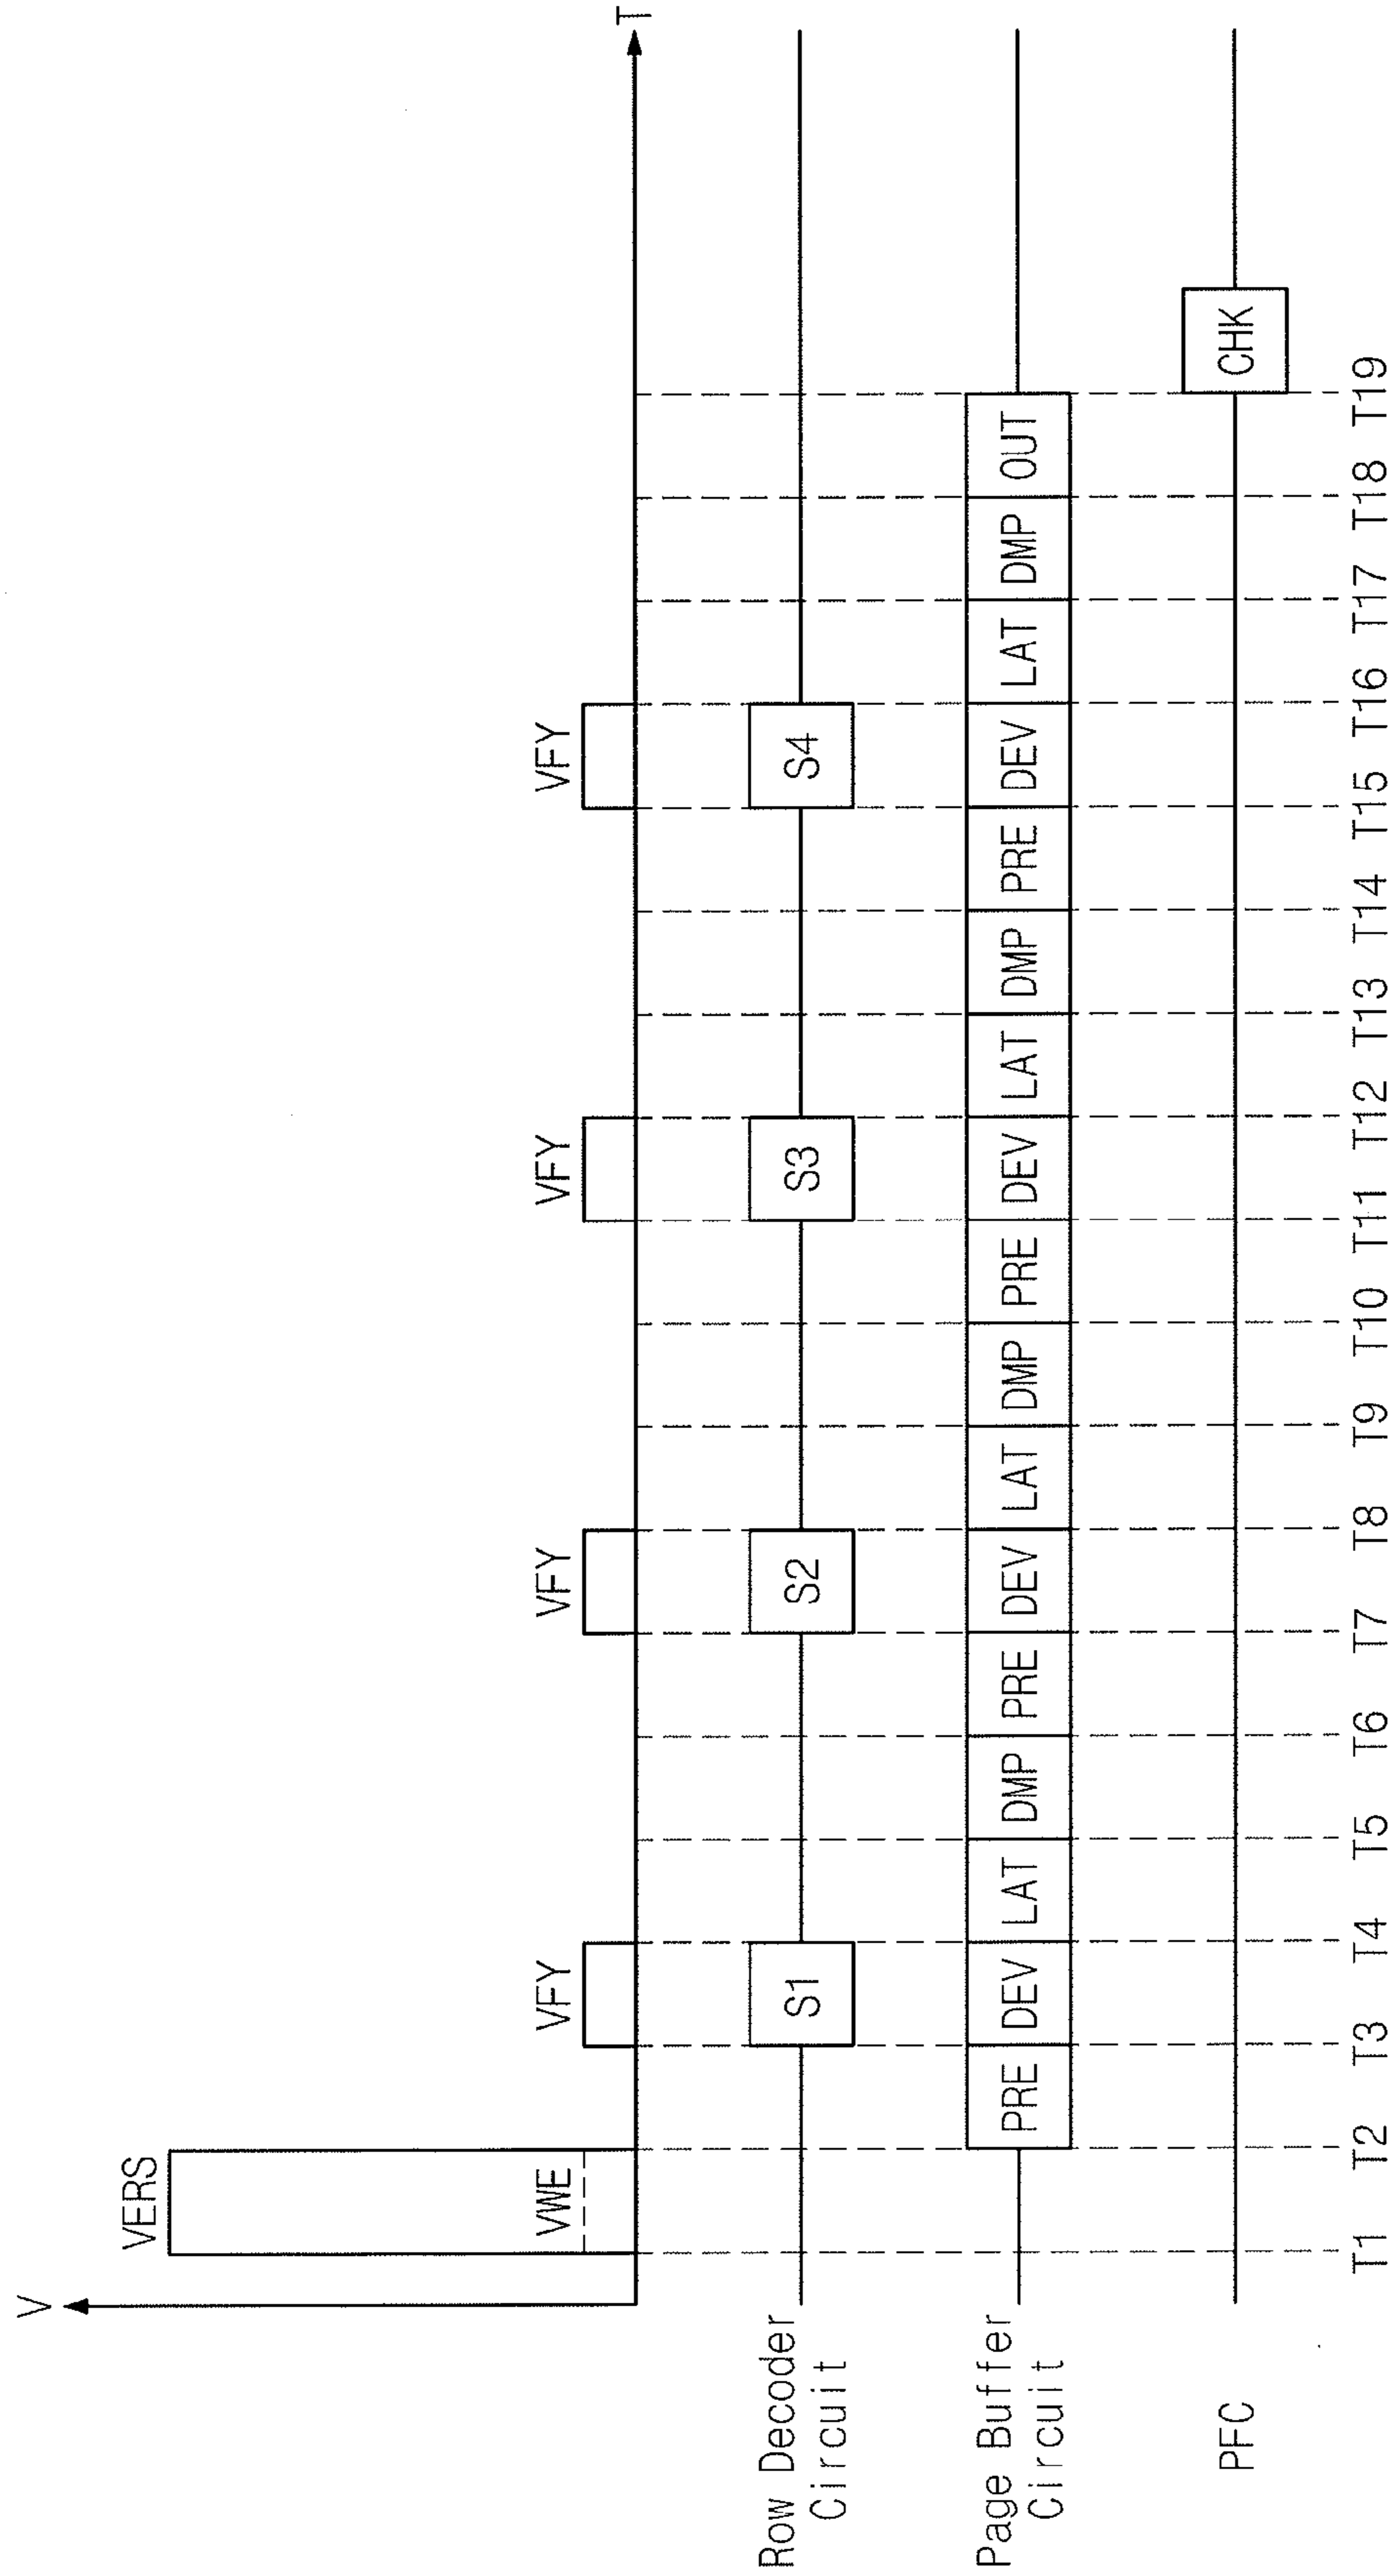 V
VERS
VWE
VFY
VFY
VFY
VFY
T
Row Decoder
Circuit
S1
S2
S3
S4
Page Buffer
Circuit
PRE DEV LAT DMP PRE DEV LAT DMP PRE DEV LAT DMP PRE DEV LAT DMP OUT
PFC
CHK
T1 T2 T3 T4 T5 T6 T7 T8 T9 T10 T11 T12 T13 T14 T15 T16 T17 T18 T19